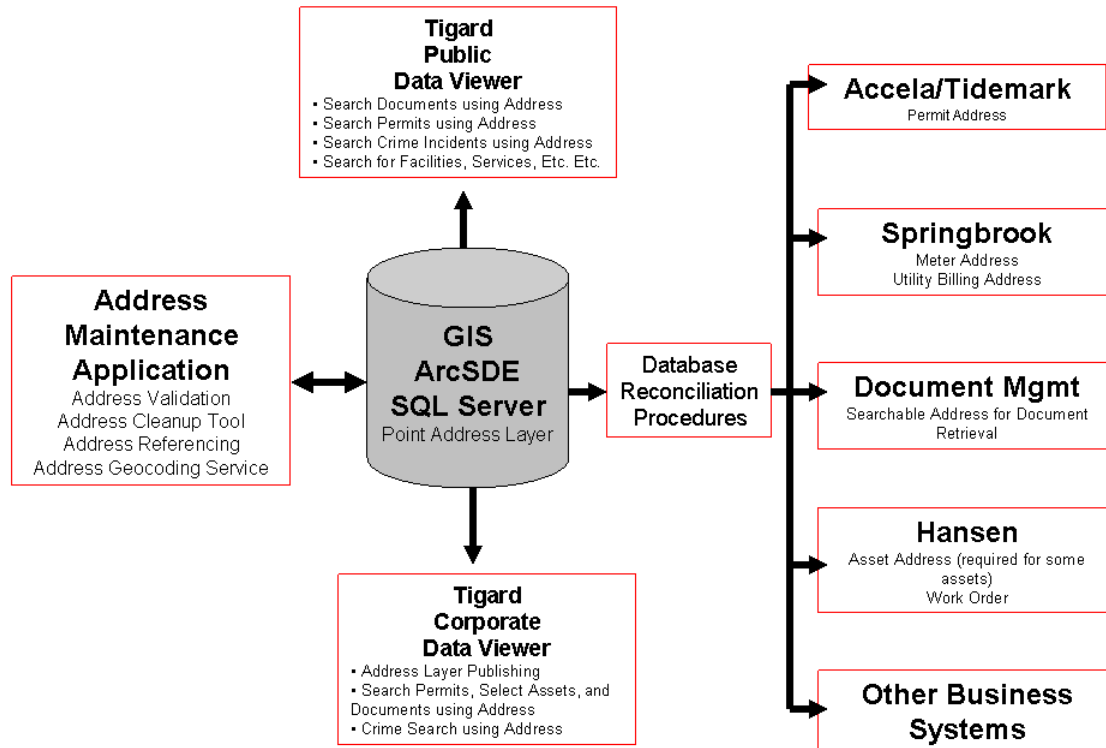 Tigard
Public
Data Viewer
▪ Search Documents using Address
▪ Search Permits using Address
▪ Search Crime Incidents using Address
▪ Search for Facilities, Services, Etc. Etc.
Address
Maintenance
Application
Address Validation
Address Cleanup Tool
Address Referencing
Address Geocoding Service
GIS
ArcSDE
SQL Server
Point Address Layer
Database
Reconciliation
Procedures
Tigard
Corporate
Data Viewer
▪ Address Layer Publishing
▪ Search Permits, Select Assets, and
Documents using Address
▪ Crime Search using Address
Accela/Tidemark
Permit Address
Springbrook
Meter Address
Utility Billing Address
Document Mgmt
Searchable Address for Document
Retrieval
Hansen
Asset Address (required for some
assets)
Work Order
Other Business
Systems